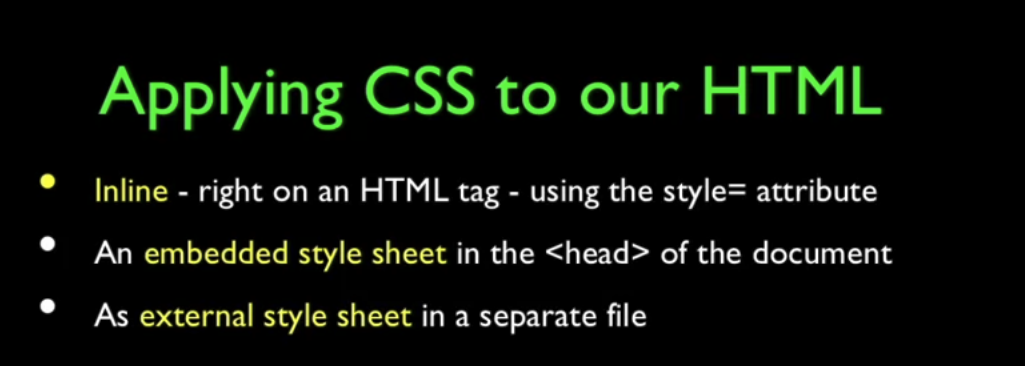 Applying CSS to our HTML
• Inline - right on an HTML tag - using the style= attribute
• An embedded style sheet in the <head> of the document
• As external style sheet in a separate file